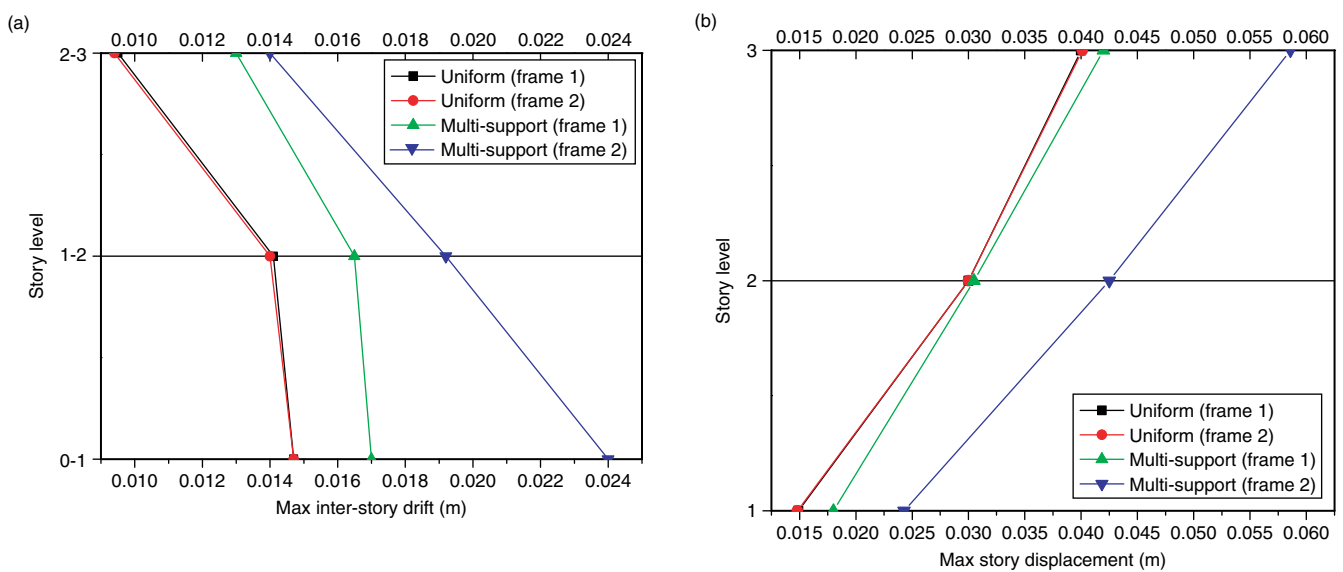 (a)
0.010 0.012 0.014 0.016 0.018 0.020 0.022 0.024
2-3
1-2
0-1
Story level
Uniform (frame 1)
Uniform (frame 2)
Multi-support (frame 1)
Multi-support (frame 2)
0.010 0.012 0.014 0.016 0.018 0.020 0.022 0.024
Max inter-story drift (m)
(b)
0.015 0.020 0.025 0.030 0.035 0.040 0.045 0.050 0.055 0.060
3
2
1
Story level
Uniform (frame 1)
Uniform (frame 2)
Multi-support (frame 1)
Multi-support (frame 2)
0.015 0.020 0.025 0.030 0.035 0.040 0.045 0.050 0.055 0.060
Max story displacement (m)